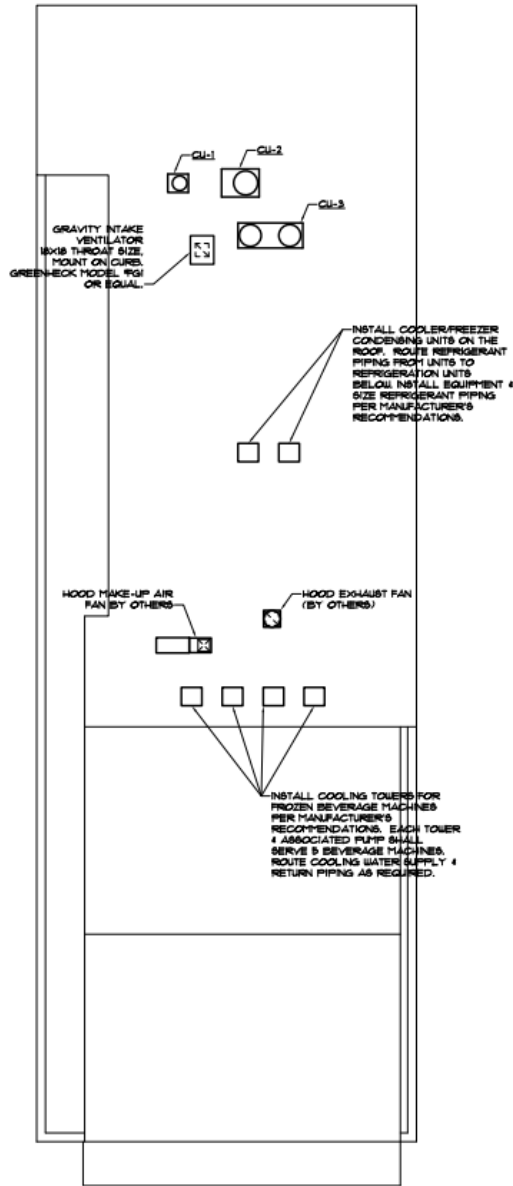 CU-1
CU-2
CU-3
GRAVITY INTAKE
VENTILATOR
18X18 THROAT SIZE,
MOUNT ON CURB.
GREENHECK MODEL FGI
OR EQUAL.
INSTALL COOLER/FREEZER
CONDENSING UNITS ON THE
ROOF. ROUTE REFRIGERANT
PIPING FROM UNITS TO
REFRIGERATION UNITS
BELOW. INSTALL EQUIPMENT &
SIZE REFRIGERANT PIPING
PER MANUFACTURER'S
RECOMMENDATIONS.
HOOD MAKE-UP AIR
FAN BY OTHERS
HOOD EXHAUST FAN
(BY OTHERS)
INSTALL COOLING TOWERS FOR
FROZEN BEVERAGE MACHINES
PER MANUFACTURER'S
RECOMMENDATIONS. EACH TOWER
& ASSOCIATED PUMP SHALL
SERVE 5 BEVERAGE MACHINES.
ROUTE COOLING WATER SUPPLY &
RETURN PIPING AS REQUIRED.